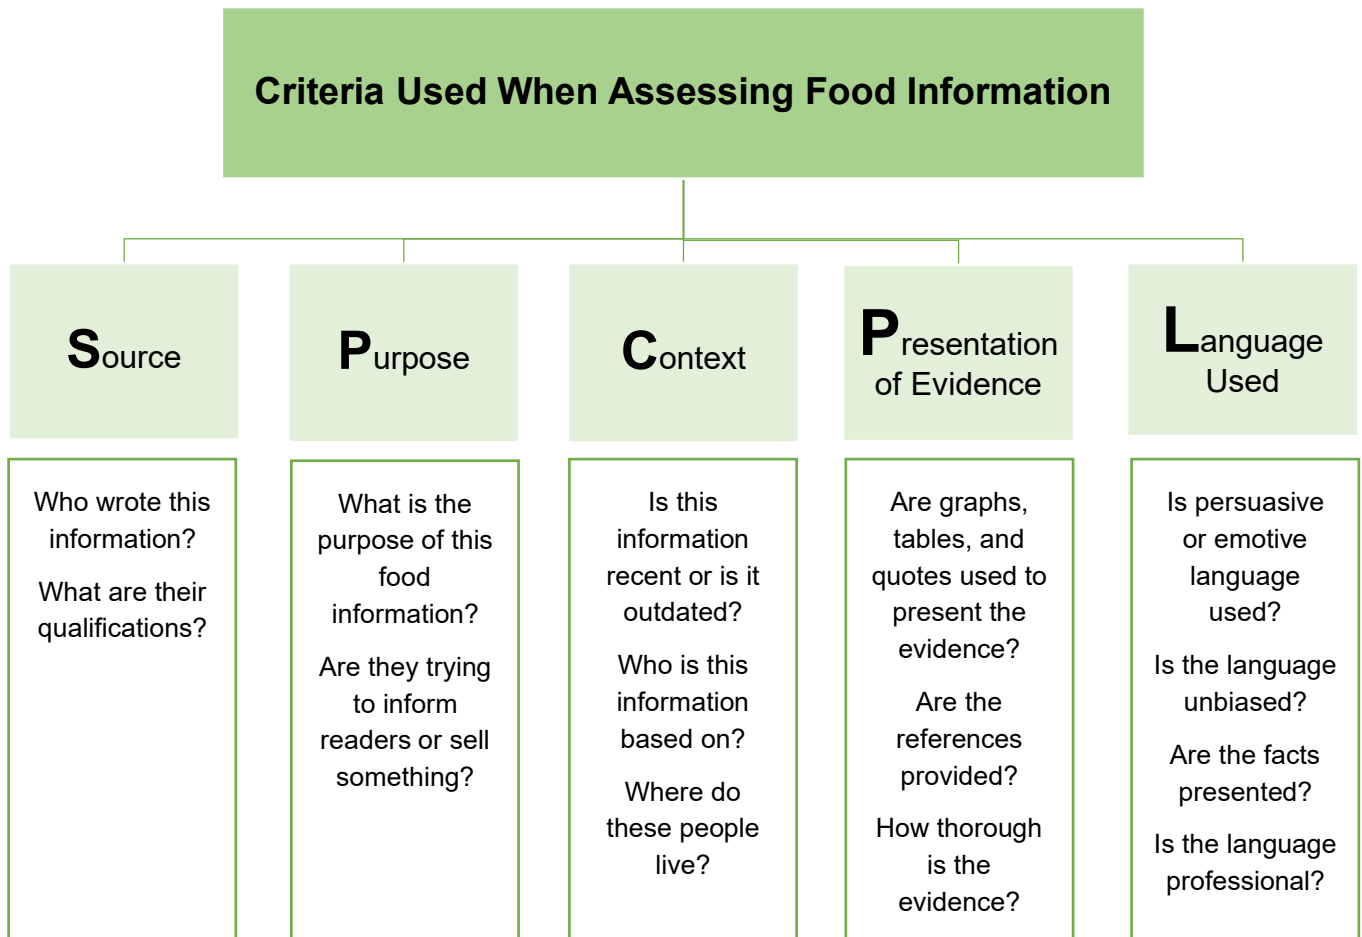 Criteria Used When Assessing Food Information
Source
Purpose
Context
Presentation
of Evidence
Language
Used
Who wrote this
information?
What are their
qualifications?
What is the
purpose of this
food
information?
Are they trying
to inform
readers or sell
something?
Is this
information
recent or is it
outdated?
Who is this
information
based on?
Where do
these people
live?
Are graphs,
tables, and
quotes used to
present the
evidence?
Are the
references
provided?
How thorough
is the
evidence?
Is persuasive
or emotive
language
used?
Is the language
unbiased?
Are the facts
presented?
Is the language
professional?